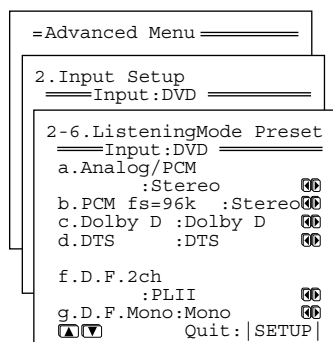 Advanced Menu
2.Input Setup
Input:DVD
2-6.ListeningMode Preset
Input:DVD
a.Analog/PCM
:Stereo
b.PCM fs=96k :Stereo
c.Dolby D :Dolby D
d.DTS :DTS
f.D.F.2ch
:PLII
g.D.F.Mono:Mono
Quit:|SETUP|